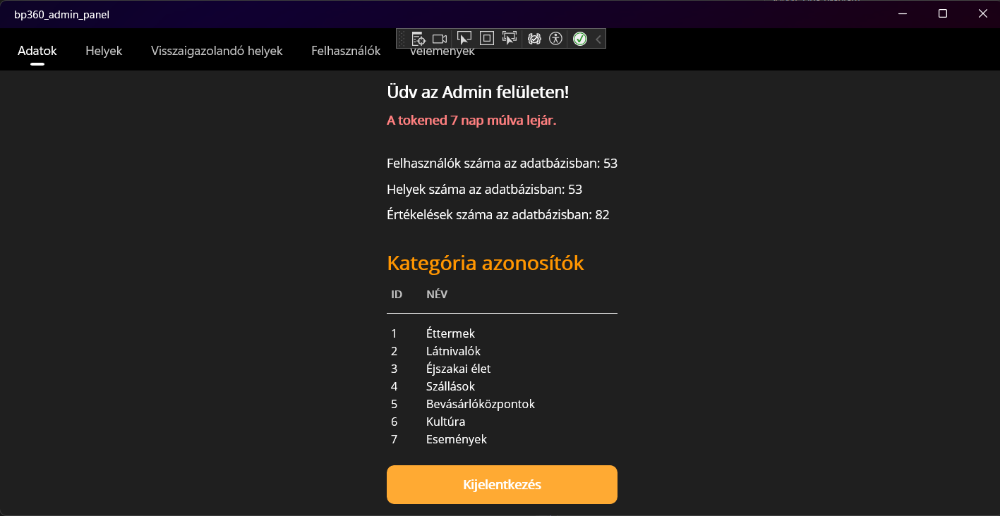 bp360_admin_panel
Adatok Helyek Visszaigazolandó helyek Felhasználók Vélemények
Üdv az Admin felületen!
A tokened 7 nap múlva lejár.
Felhasználók száma az adatbázisban: 53
Helyek száma az adatbázisban: 53
Értékelések száma az adatbázisban: 82
Kategória azonosítók
ID NÉV
1 Éttermek
2 Látnivalók
3 Éjszakai élet
4 Szállások
5 Bevásárlóközpontok
6 Kultúra
7 Események
Kijelentkezés